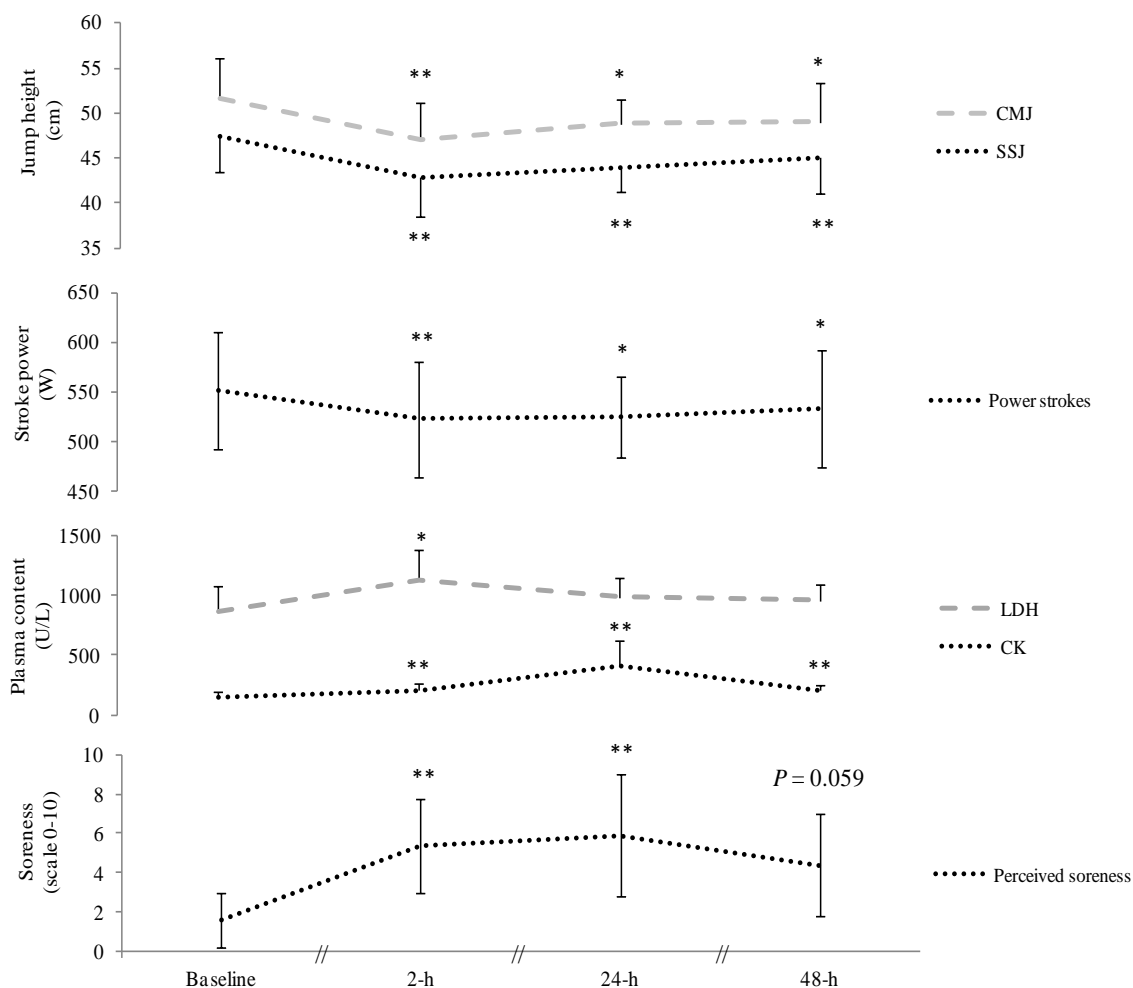 60
55
50
45
40
35
Jump height
(cm)
**
*
*
**
**
**
CMJ
SSJ
650
600
550
500
450
Stroke power
(W)
**
*
*
Power strokes
1500
1000
500
0
Plasma content
(U/L)
*
**
**
**
LDH
CK
10
8
6
4
2
0
Soreness
(scale 0-10)
**
**
P = 0.059
Perceived soreness
Baseline
//
2-h
//
24-h
//
48-h